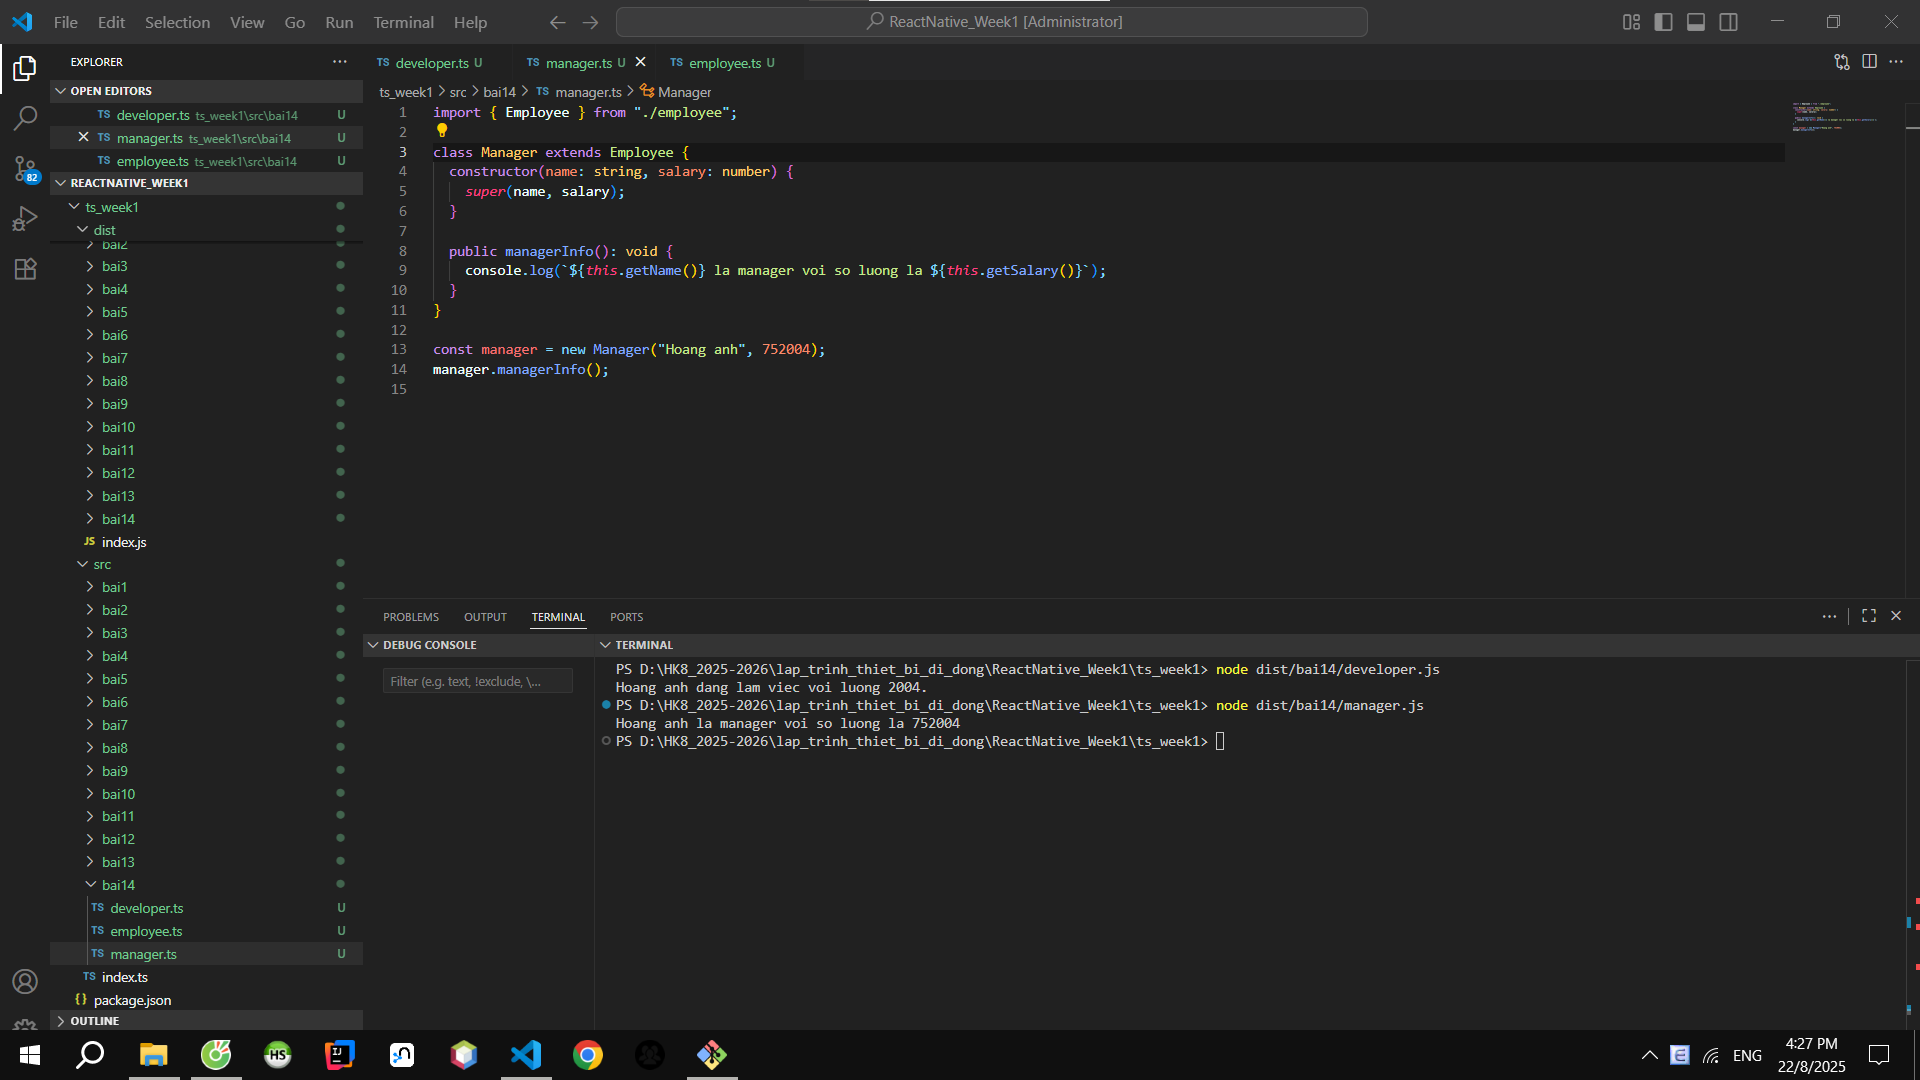 File Edit Selection View Go Run Terminal Help
ReactNative_Week1 [Administrator]
EXPLORER
OPEN EDITORS
TS developer.ts ts_week1\src\bai14 U
TS manager.ts ts_week1\src\bai14 U
TS employee.ts ts_week1\src\bai14 U
82
REACTNATIVE_WEEK1
ts_week1
dist
bai2
bai3
bai4
bai5
bai6
bai7
bai8
bai9
bai10
bai11
bai12
bai13
bai14
JS index.js
src
bai1
bai2
bai3
bai4
bai5
bai6
bai7
bai8
bai9
bai10
bai11
bai12
bai13
bai14
TS developer.ts U
TS employee.ts U
TS manager.ts U
TS index.ts
{} package.json
OUTLINE
TS developer.ts U TS manager.ts U TS employee.ts U
ts_week1 > src > bai14 > TS manager.ts > Manager
1 import { Employee } from "./employee";
2
3 class Manager extends Employee {
4 constructor(name: string, salary: number) {
5 super(name, salary);
6 }
7
8 public managerInfo(): void {
9 console.log(`${this.getName()} la manager voi so luong la ${this.getSalary()}`);
10 }
11 }
12
13 const manager = new Manager("Hoang anh", 752004);
14 manager.managerInfo();
15
PROBLEMS OUTPUT TERMINAL PORTS
DEBUG CONSOLE
Filter (e.g. text, !exclude, \...
TERMINAL
PS D:\HK8_2025-2026\lap_trinh_thiet_bi_di_dong\ReactNative_Week1\ts_week1> node dist/bai14/developer.js
Hoang anh dang lam viec voi luong 2004.
PS D:\HK8_2025-2026\lap_trinh_thiet_bi_di_dong\ReactNative_Week1\ts_week1> node dist/bai14/manager.js
Hoang anh la manager voi so luong la 752004
PS D:\HK8_2025-2026\lap_trinh_thiet_bi_di_dong\ReactNative_Week1\ts_week1>
HS
IJ
E
ENG
4:27 PM
22/8/2025